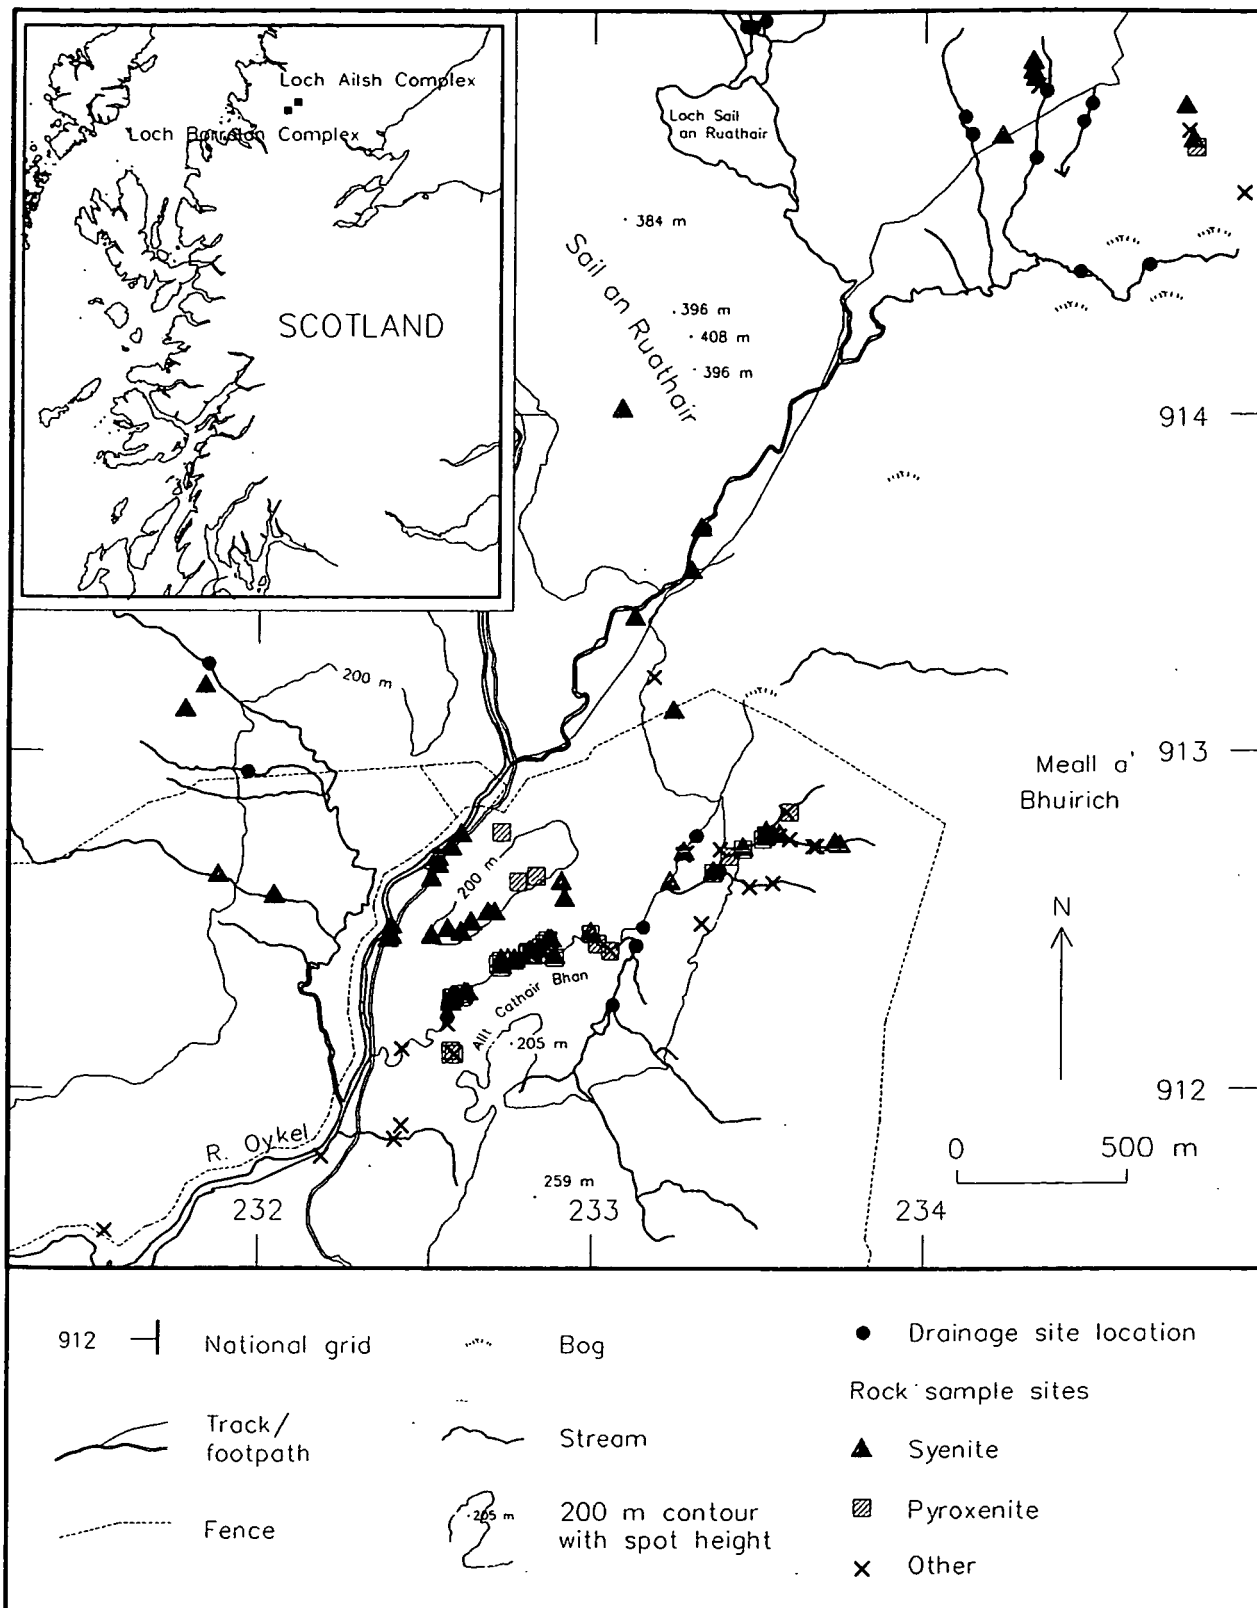 Loch Ailsh Complex
Loch Borrolan Complex
SCOTLAND
Loch Sail
an Ruathair
384 m
Sail an Ruathair
396 m
408 m
396 m
914
200 m
913
Meall a'
Bhuirich
200 m
Allt Cathair Bhan
205 m
N
912
R. Oykel
0 500 m
259 m
232 233 234
912 National grid
Bog
Drainage site location
Rock sample sites
Track/
footpath
Stream
Syenite
205 m
200 m contour
with spot height
Pyroxenite
Fence
Other